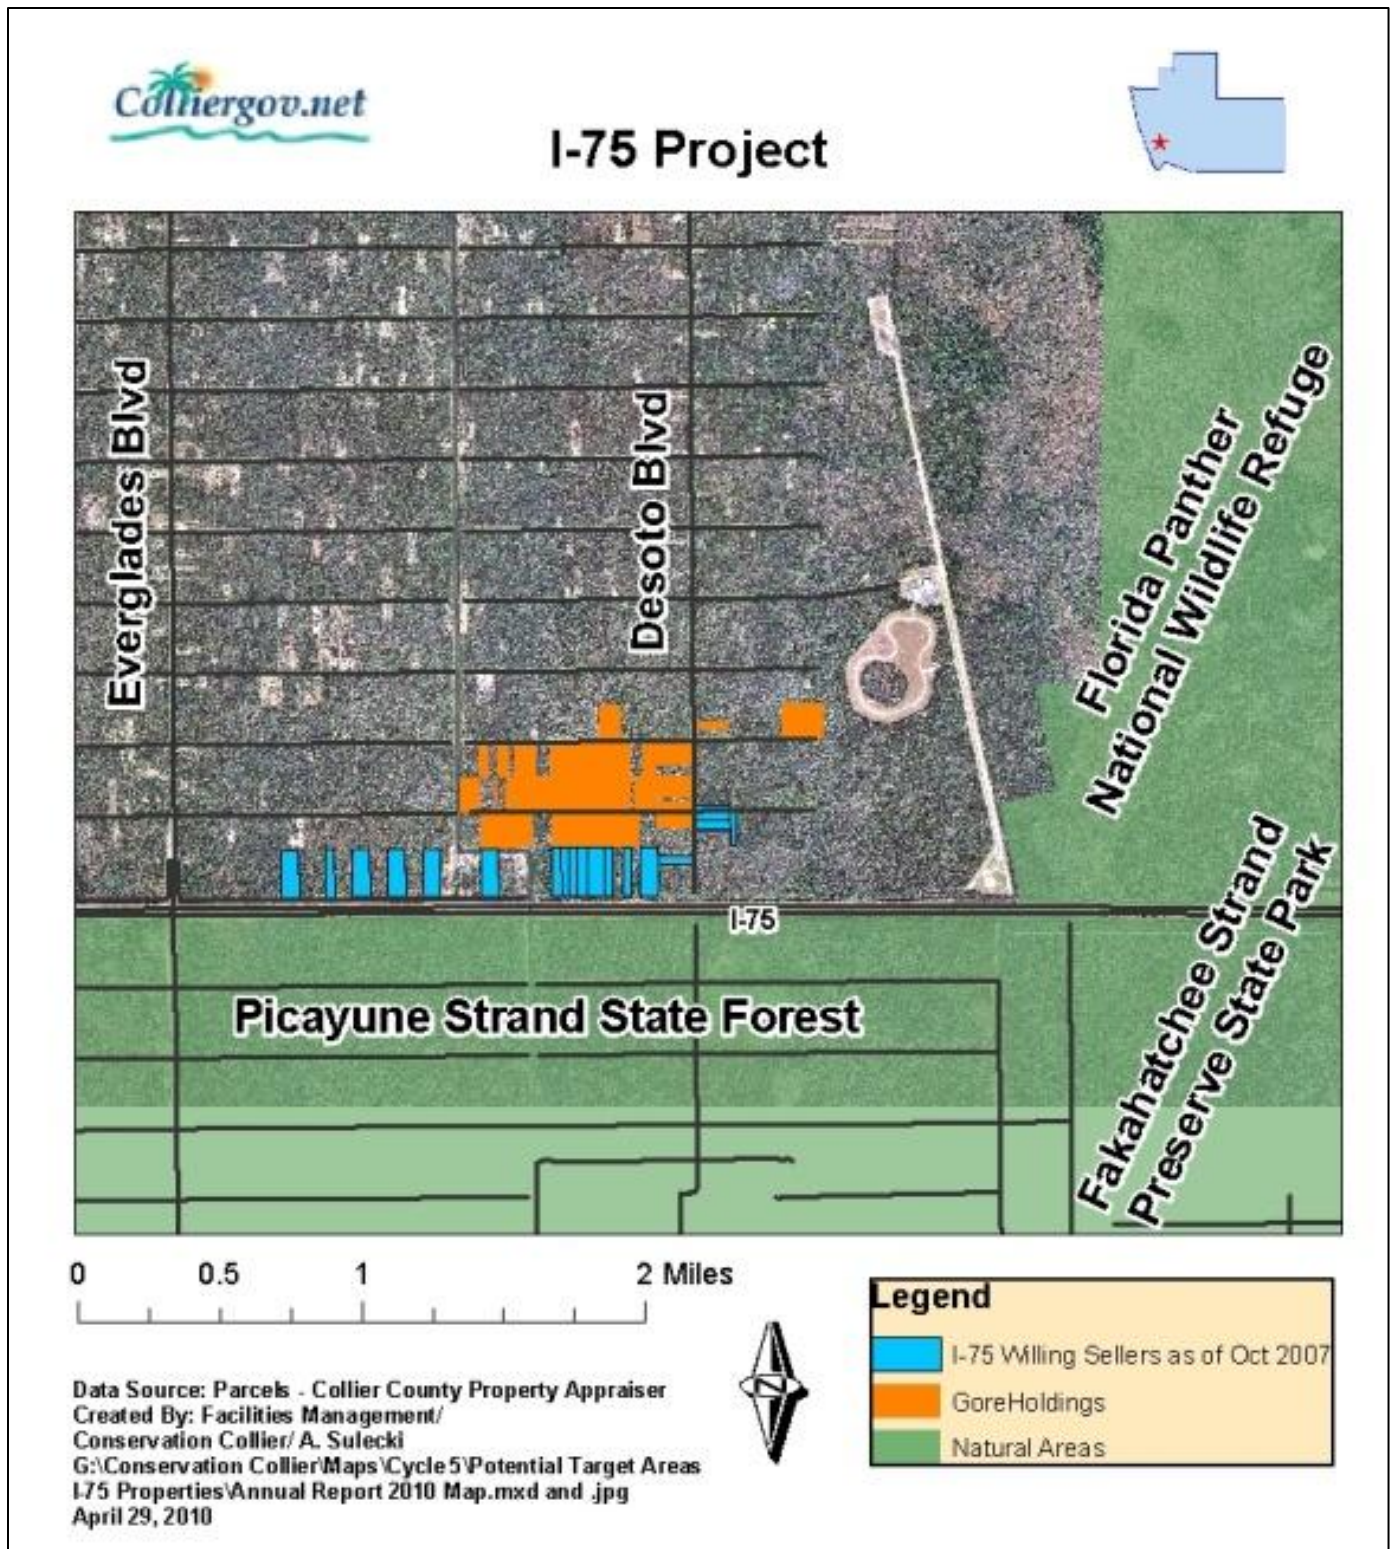 Colliergov.net
I-75 Project
Everglades Blvd
Desoto Blvd
Florida Panther
National Wildlife Refuge
I-75
Picayune Strand State Forest
Fakahatchee Strand
Preserve State Park
0 0.5 1 2 Miles
N
Legend
I-75 Willing Sellers as of Oct 2007
GoreHoldings
Natural Areas
Data Source: Parcels - Collier County Property Appraiser
Created By: Facilities Management/
Conservation Collier/ A. Sulecki
G:\Conservation Collier\Maps\Cycle 5\Potential Target Areas
I-75 Properties\Annual Report 2010 Map.mxd and .jpg
April 29, 2010